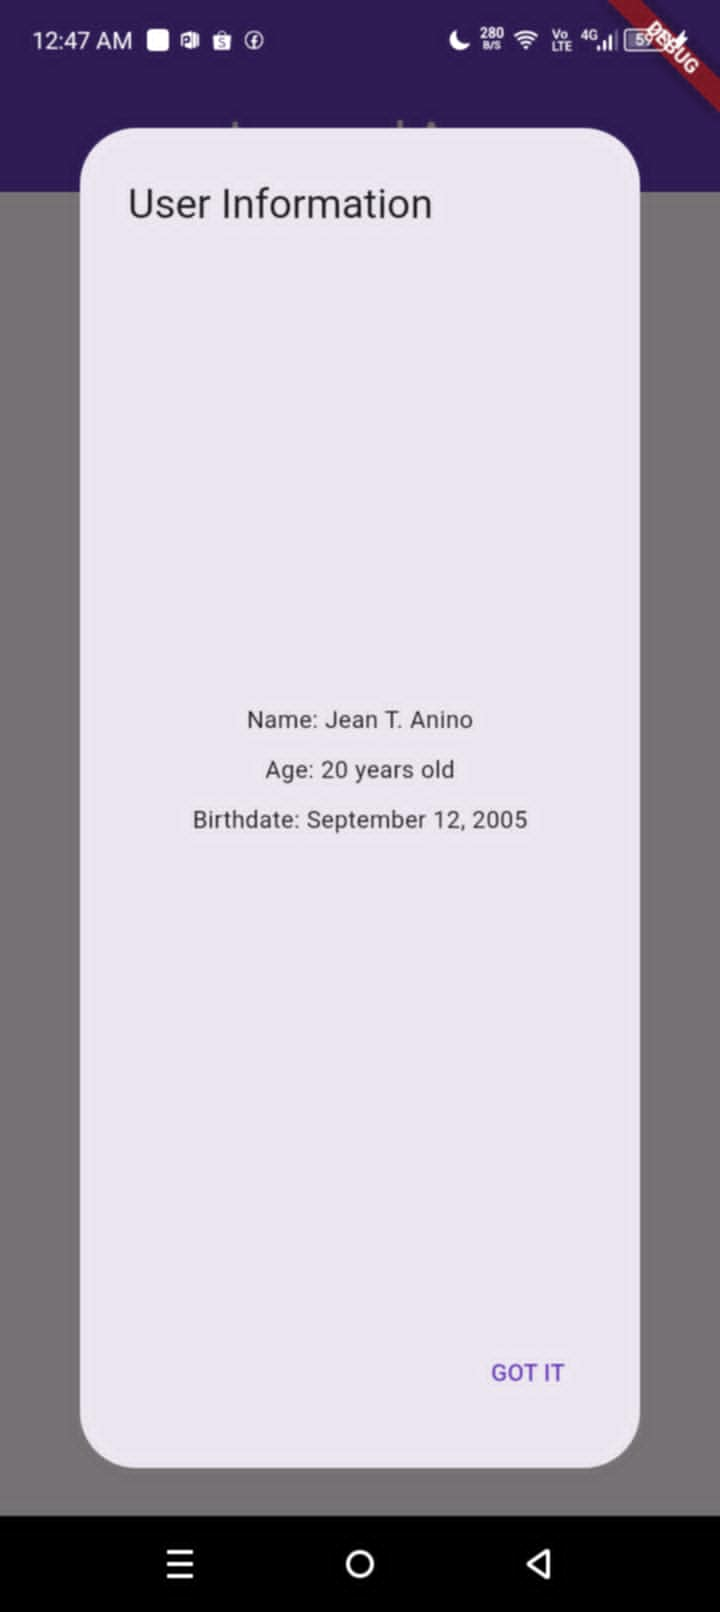 12:47 AM
280
B/S
Vo
LTE
4G
DEBUG
User Information
Name: Jean T. Anino
Age: 20 years old
Birthdate: September 12, 2005
GOT IT